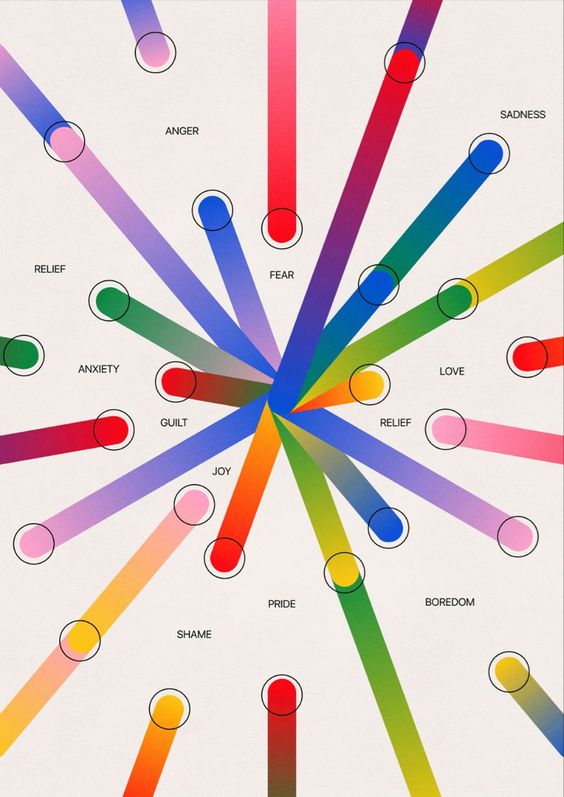 SADNESS
ANGER
RELIEF
FEAR
ANXIETY
LOVE
GUILT
RELIEF
JOY
PRIDE
BOREDOM
SHAME